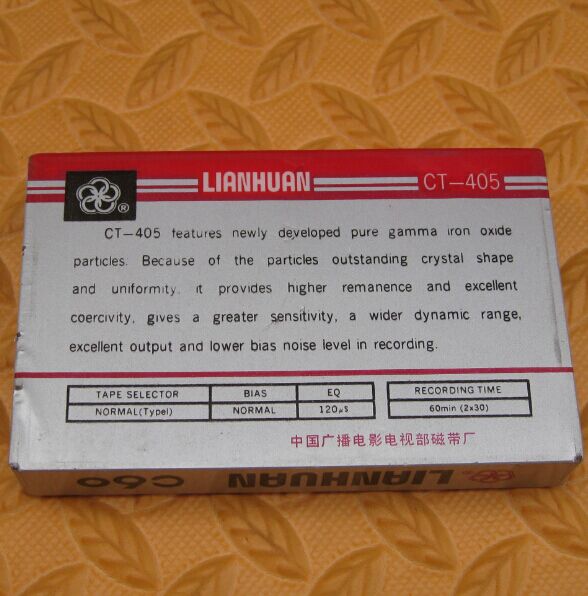 LIANHUAN CT-405
®
CT-405 features newly developed pure gamma iron oxide
particles. Because of the particles outstanding crystal shape
and uniformity, it provides higher remanence and excellent
coercivity, gives a greater sensitivity, a wider dynamic range,
excellent output and lower bias noise level in recording.
TAPE SELECTOR BIAS EQ RECORDING TIME
NORMAL(TypeI) NORMAL 120μS 60min (2x30)
中国广播电影电视部磁带厂
LIANHUAN C60